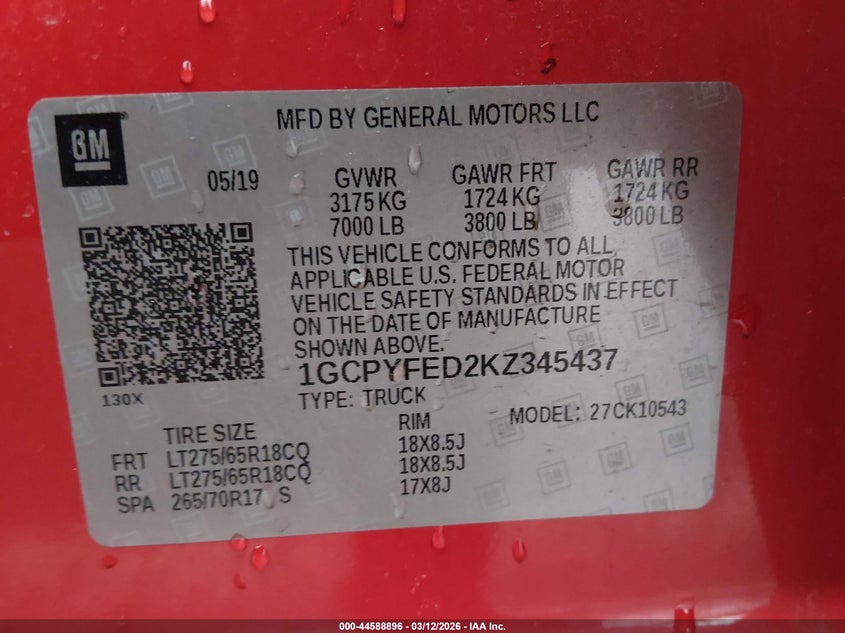 GM
MFD BY GENERAL MOTORS LLC
05/19
GVWR
3175 KG
7000 LB
GAWR FRT
1724 KG
3800 LB
GAWR RR
1724 KG
3800 LB
THIS VEHICLE CONFORMS TO ALL
APPLICABLE U.S. FEDERAL MOTOR
VEHICLE SAFETY STANDARDS IN EFFECT
ON THE DATE OF MANUFACTURE
SHOWN ABOVE.
1GCPYFED2KZ345437
130X
TYPE: TRUCK
MODEL: 27CK10543
TIRE SIZE RIM
FRT LT275/65R18CQ 18X8.5J
RR LT275/65R18CQ 18X8.5J
SPA 265/70R17 S 17X8J
000-44588896 - 03/12/2026 - IAA Inc.